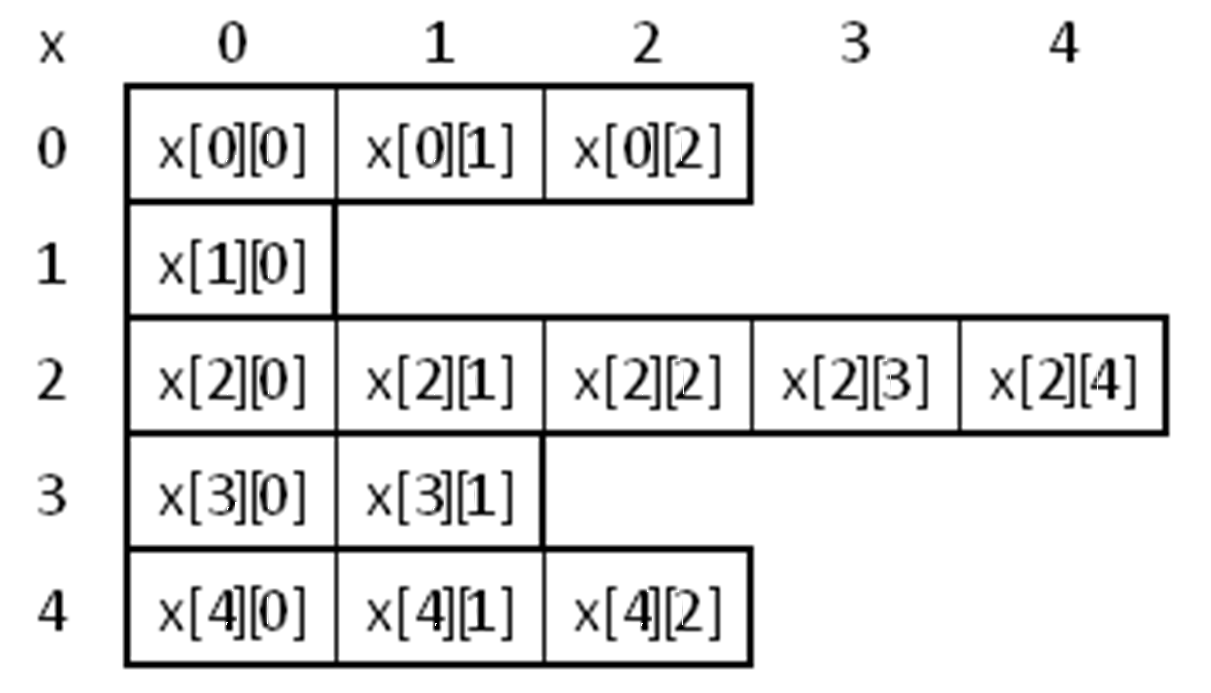 x 0 1 2 3 4
0 x[0][0] x[0][1] x[0][2]
1 x[1][0]
2 x[2][0] x[2][1] x[2][2] x[2][3] x[2][4]
3 x[3][0] x[3][1]
4 x[4][0] x[4][1] x[4][2]